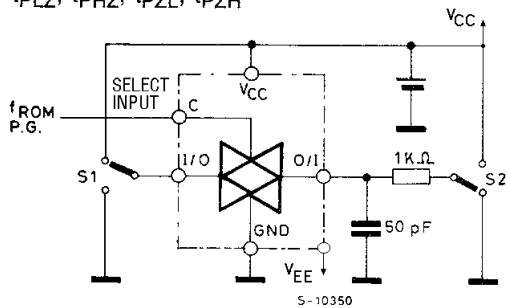 tPLZ, tPHZ, tPZL, tPZH
VCC
SELECT
INPUT
VCC
fROM
P.G.
C
I/O
O/I
1KΩ
S1
S2
GND
50 pF
VEE
S-10350